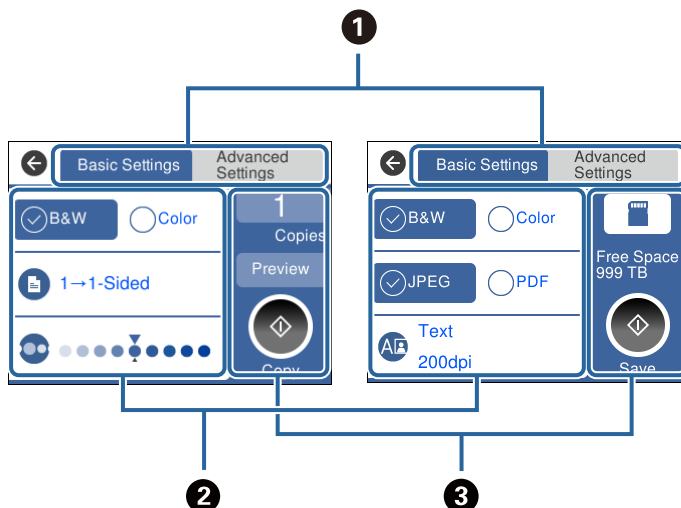 1
Basic Settings
Advanced
Settings
B&W
Color
1→1-Sided
1
Copies
Preview
Copy
Basic Settings
Advanced
Settings
B&W
Color
JPEG
PDF
A
Text
200dpi
Free Space
999 TB
Save
2
3